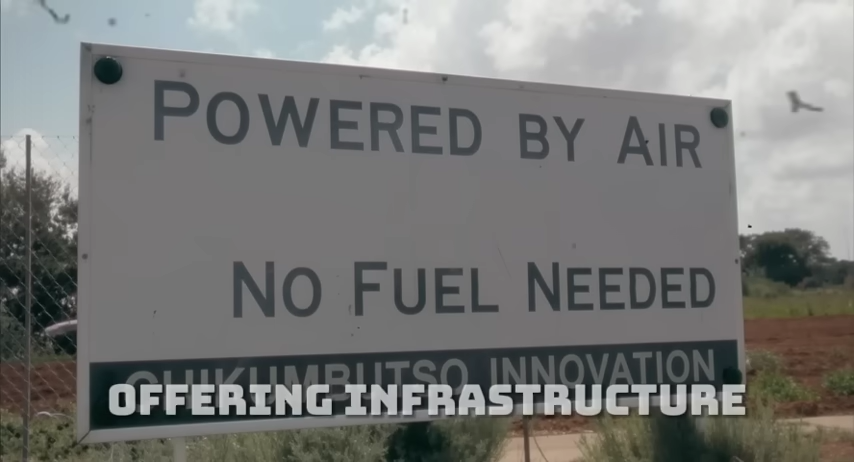 POWERED BY AIR
NO FUEL NEEDED
CHIKUMBUTSO INNOVATION
OFFERING INFRASTRUCTURE